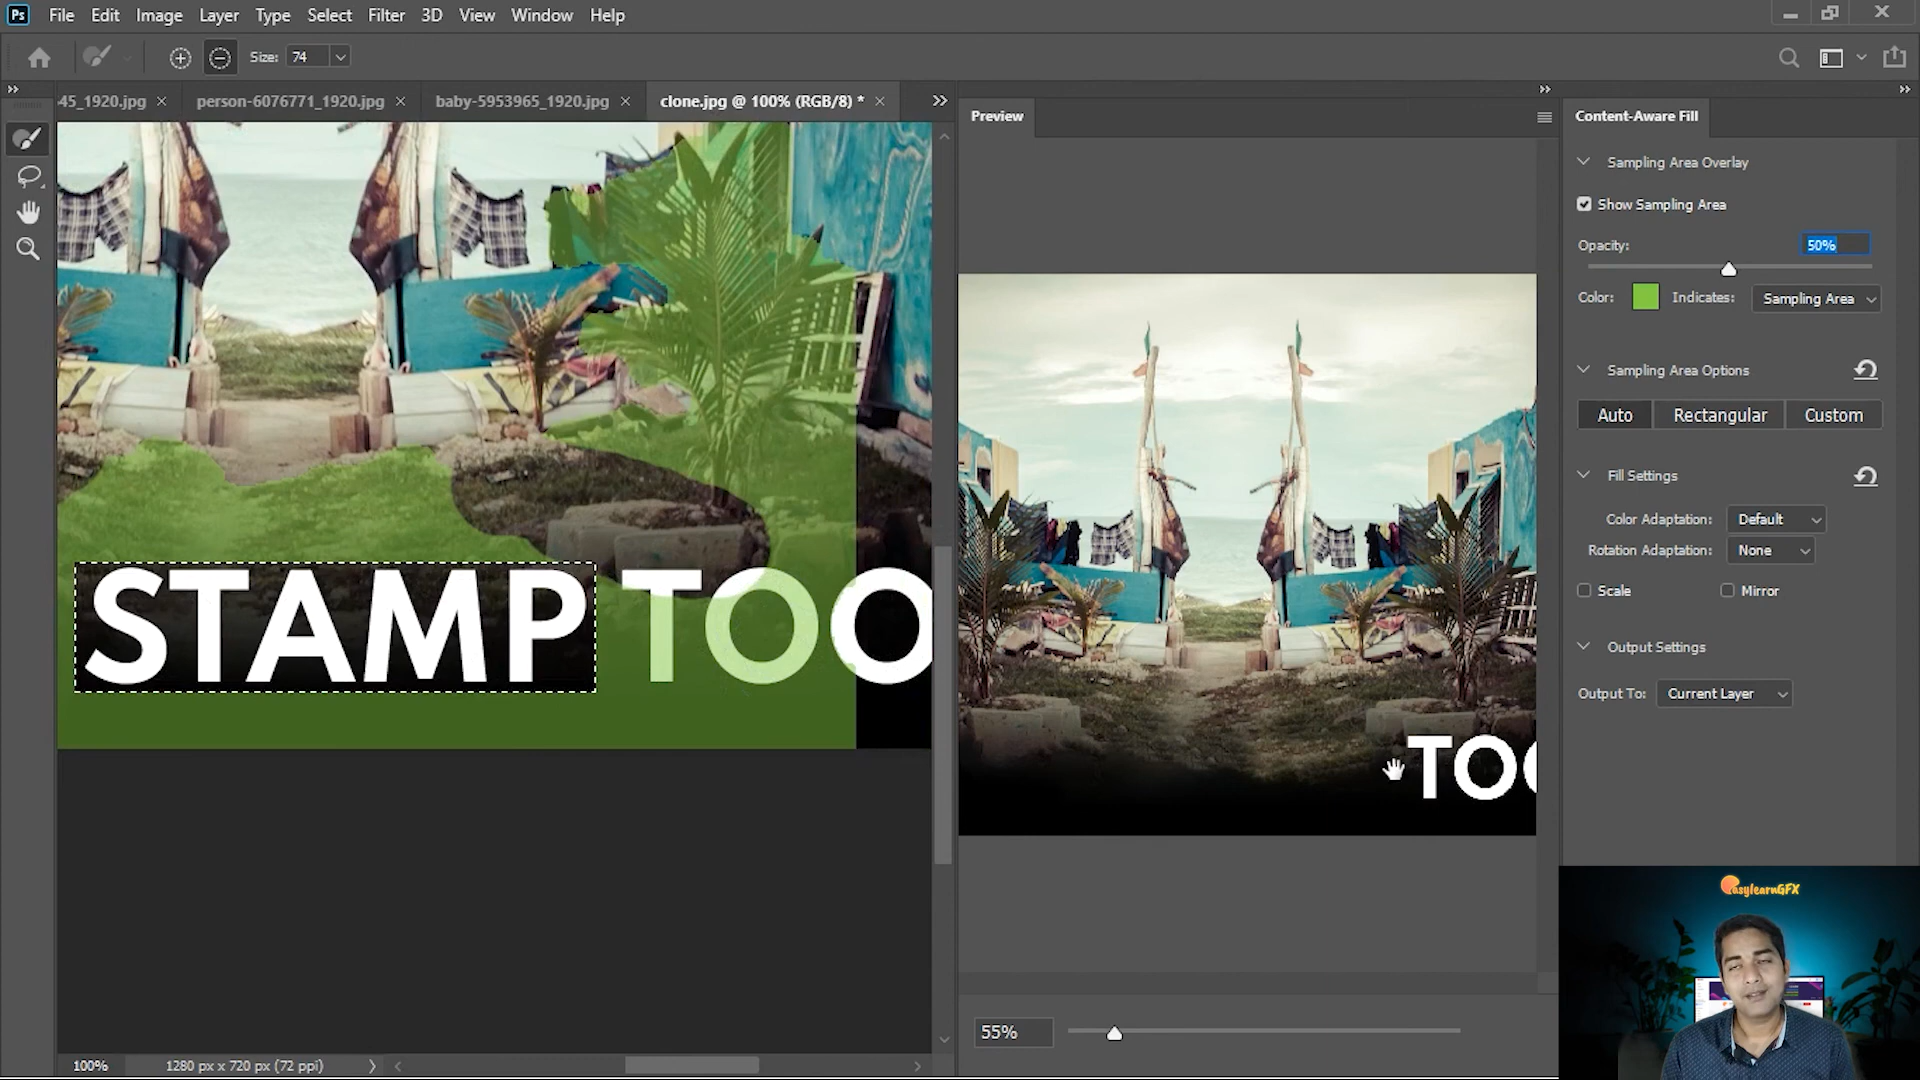 Ps File Edit Image Layer Type Select Filter 3D View Window Help
Size: 74
45_1920.jpg × person-6076771_1920.jpg × baby-5953965_1920.jpg × clone.jpg @ 100% (RGB/8) * ×
Preview
Content-Aware Fill
Sampling Area Overlay
Show Sampling Area
Opacity: 50%
Color: Indicates: Sampling Area
Sampling Area Options
Auto Rectangular Custom
Fill Settings
Color Adaptation: Default
Rotation Adaptation: None
Scale Mirror
Output Settings
Output To: Current Layer
STAMP TOO
TOO
55%
100% 1280 px x 720 px (72 ppi)
easylearnGFX